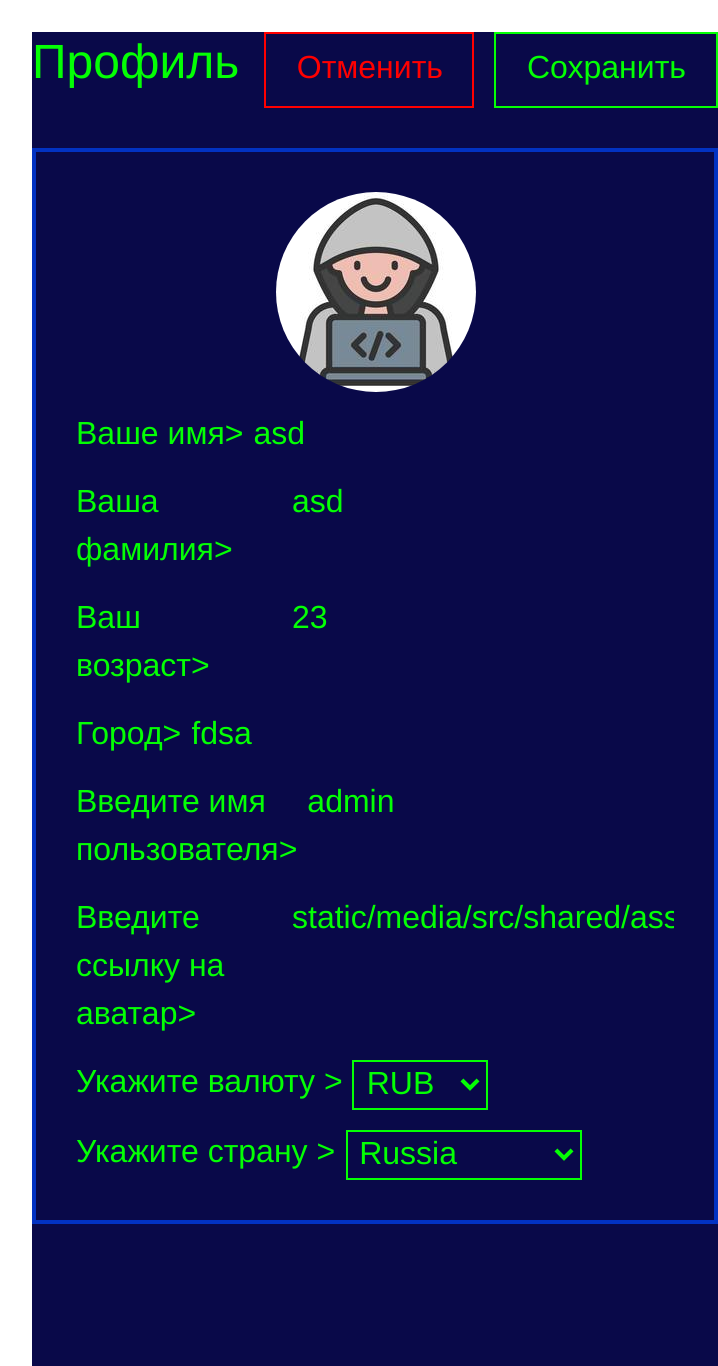 Профиль Отменить Сохранить
</>
Ваше имя> asd
Ваша asd
фамилия>
Ваш 23
возраст>
Город> fdsa
Введите имя admin
пользователя>
Введите static/media/src/shared/ass
ссылку на
аватар>
Укажите валюту > RUB
Укажите страну > Russia